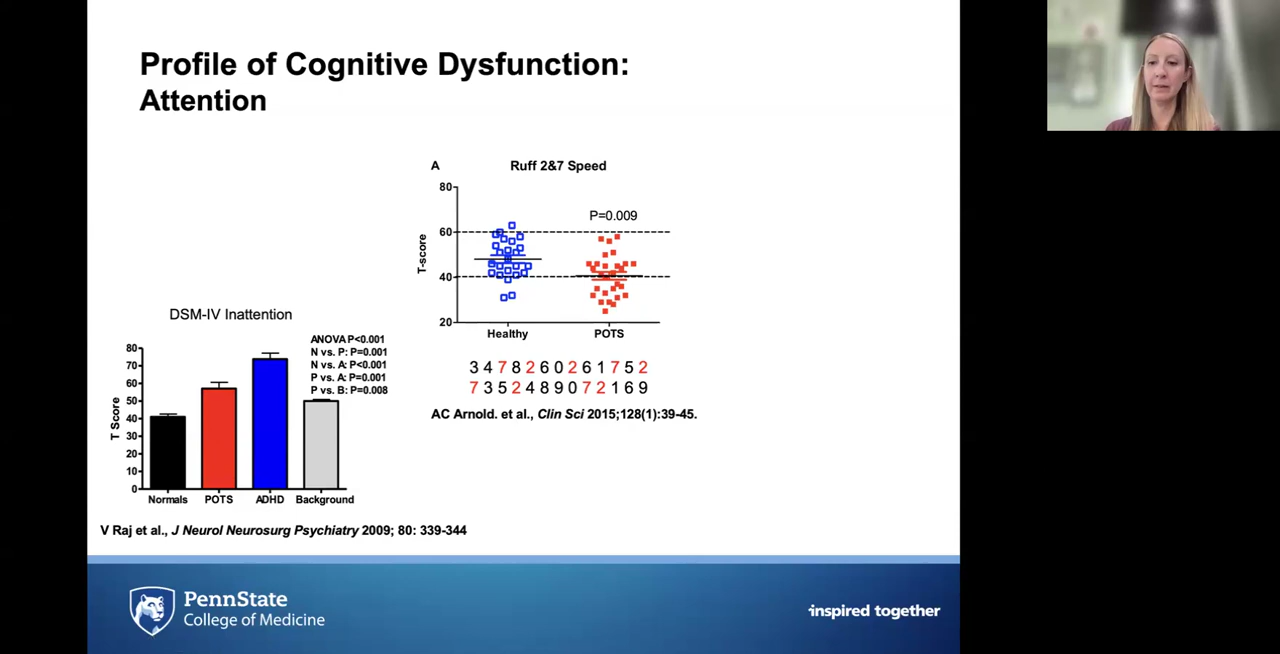 Profile of Cognitive Dysfunction:
Attention
A
Ruff 2&7 Speed
80
60
40
20
T-score
P=0.009
Healthy
POTS
3 4 7 8 2 6 0 2 6 1 7 5 2
7 3 5 2 4 8 9 0 7 2 1 6 9
AC Arnold. et al., Clin Sci 2015;128(1):39-45.
DSM-IV Inattention
ANOVA P<0.001
N vs. P: P=0.001
N vs. A: P<0.001
P vs. A: P=0.001
P vs. B: P=0.008
80
70
60
50
40
30
20
10
0
T Score
Normals
POTS
ADHD
Background
V Raj et al., J Neurol Neurosurg Psychiatry 2009; 80: 339-344
PennState
College of Medicine
inspired together